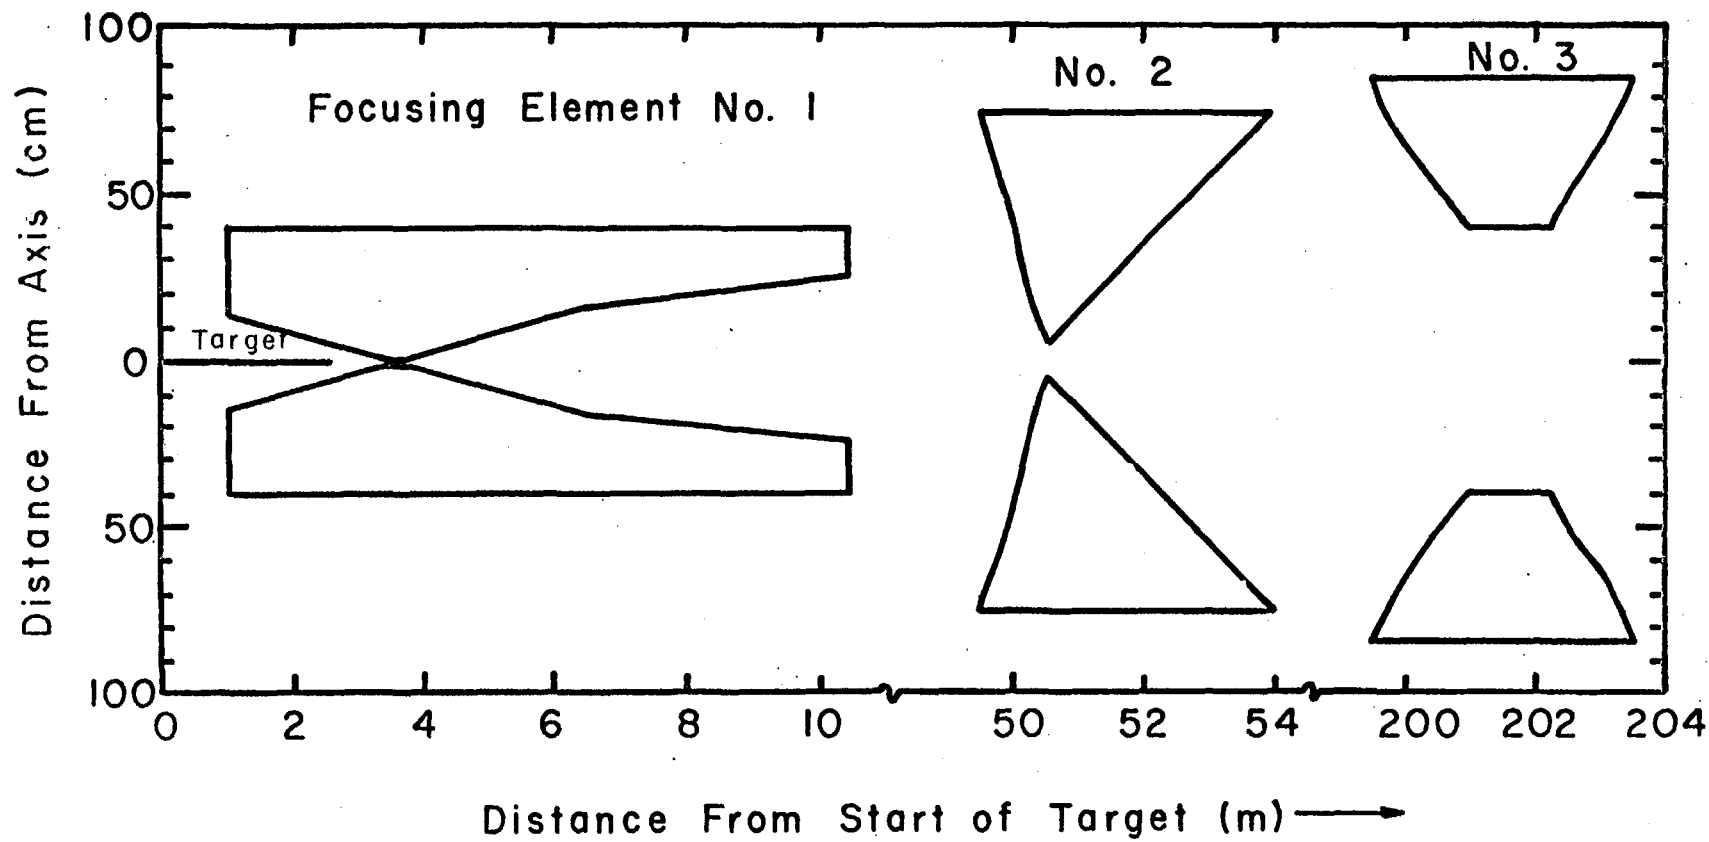 100
No. 3
No. 2
Focusing Element No. 1
50
Target
0
50
100
0 2 4 6 8 10 50 52 54 200 202 204
Distance From Axis (cm)
Distance From Start of Target (m)